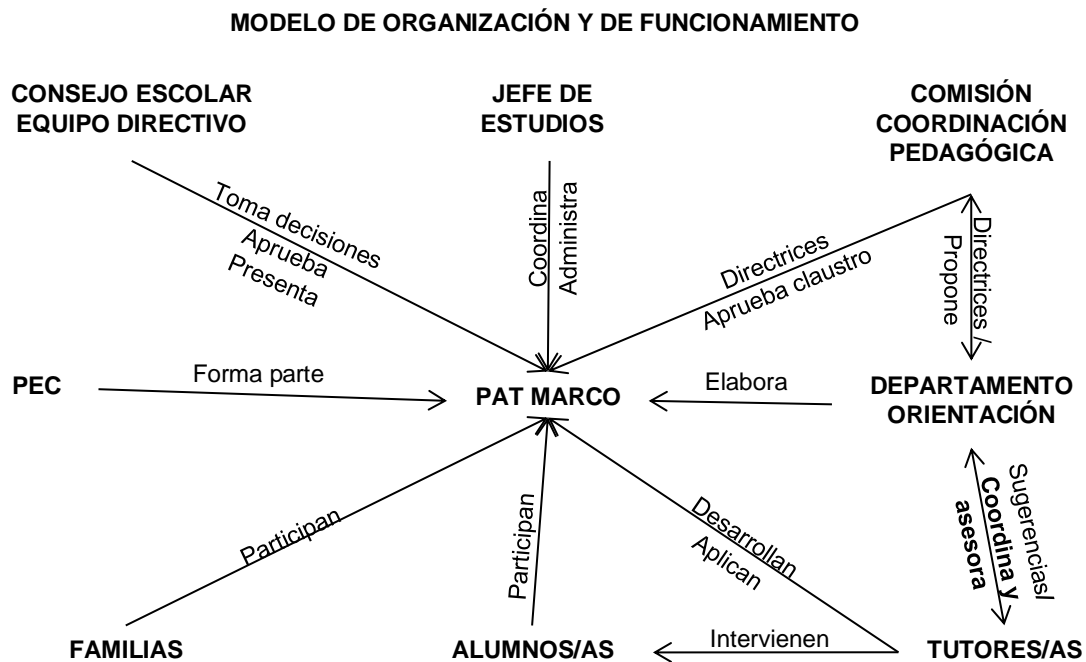 MODELO DE ORGANIZACIÓN Y DE FUNCIONAMIENTO
CONSEJO ESCOLAR
EQUIPO DIRECTIVO
JEFE DE
ESTUDIOS
COMISIÓN
COORDINACIÓN
PEDAGÓGICA
Toma decisiones
Aprueba
Presenta
Coordina
Administra
Directrices
Aprueba claustro
Directrices /
Propone
PEC
Forma parte
PAT MARCO
Elabora
DEPARTAMENTO
ORIENTACIÓN
Participan
Participan
Desarrollan
Aplican
Sugerencias/
Coordina y
asesora
FAMILIAS
ALUMNOS/AS
Intervienen
TUTORES/AS